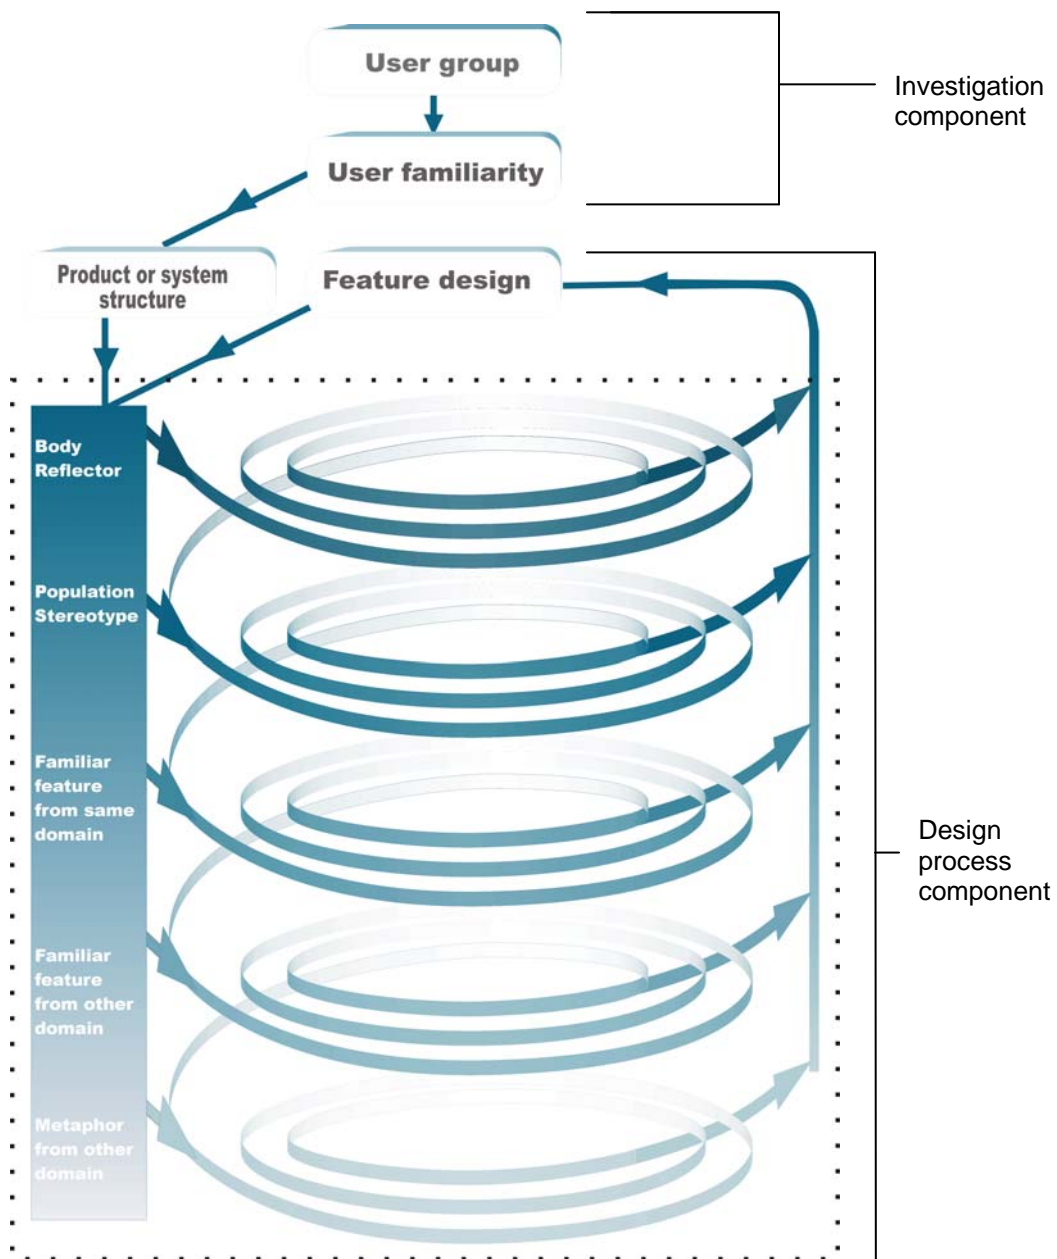 User group
Investigation
component
User familiarity
Product or system
structure
Feature design
Body
Reflector
Population
Stereotype
Familiar
feature
from same
domain
Design
process
component
Familiar
feature
from other
domain
Metaphor
from other
domain